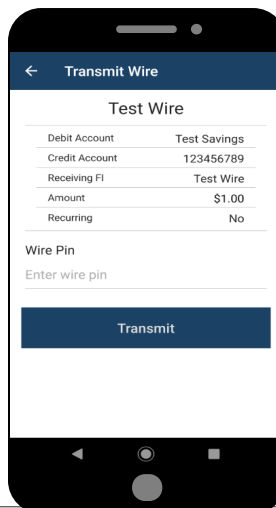 Transmit Wire
Test Wire
Debit Account Test Savings
Credit Account 123456789
Receiving FI Test Wire
Amount $1.00
Recurring No
Wire Pin
Enter wire pin
Transmit